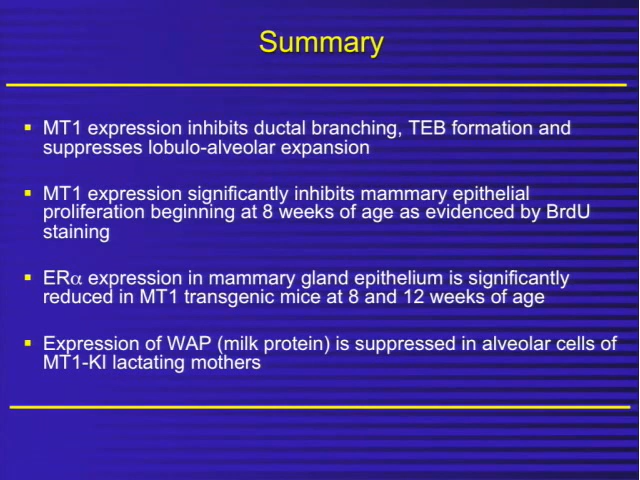 Summary
MT1 expression inhibits ductal branching, TEB formation and
suppresses lobulo-alveolar expansion
MT1 expression significantly inhibits mammary epithelial
proliferation beginning at 8 weeks of age as evidenced by BrdU
staining
ERα expression in mammary gland epithelium is significantly
reduced in MT1 transgenic mice at 8 and 12 weeks of age
Expression of WAP (milk protein) is suppressed in alveolar cells of
MT1-KI lactating mothers